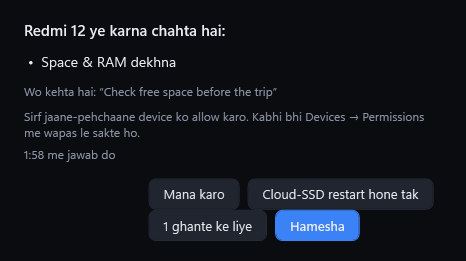 Redmi 12 ye karna chahta hai:
• Space & RAM dekhna
Wo kehta hai: “Check free space before the trip”
Sirf jaane-pehchaane device ko allow karo. Kabhi bhi Devices → Permissions
me wapas le sakte ho.
1:58 me jawab do
Mana karo
Cloud-SSD restart hone tak
1 ghante ke liye
Hamesha